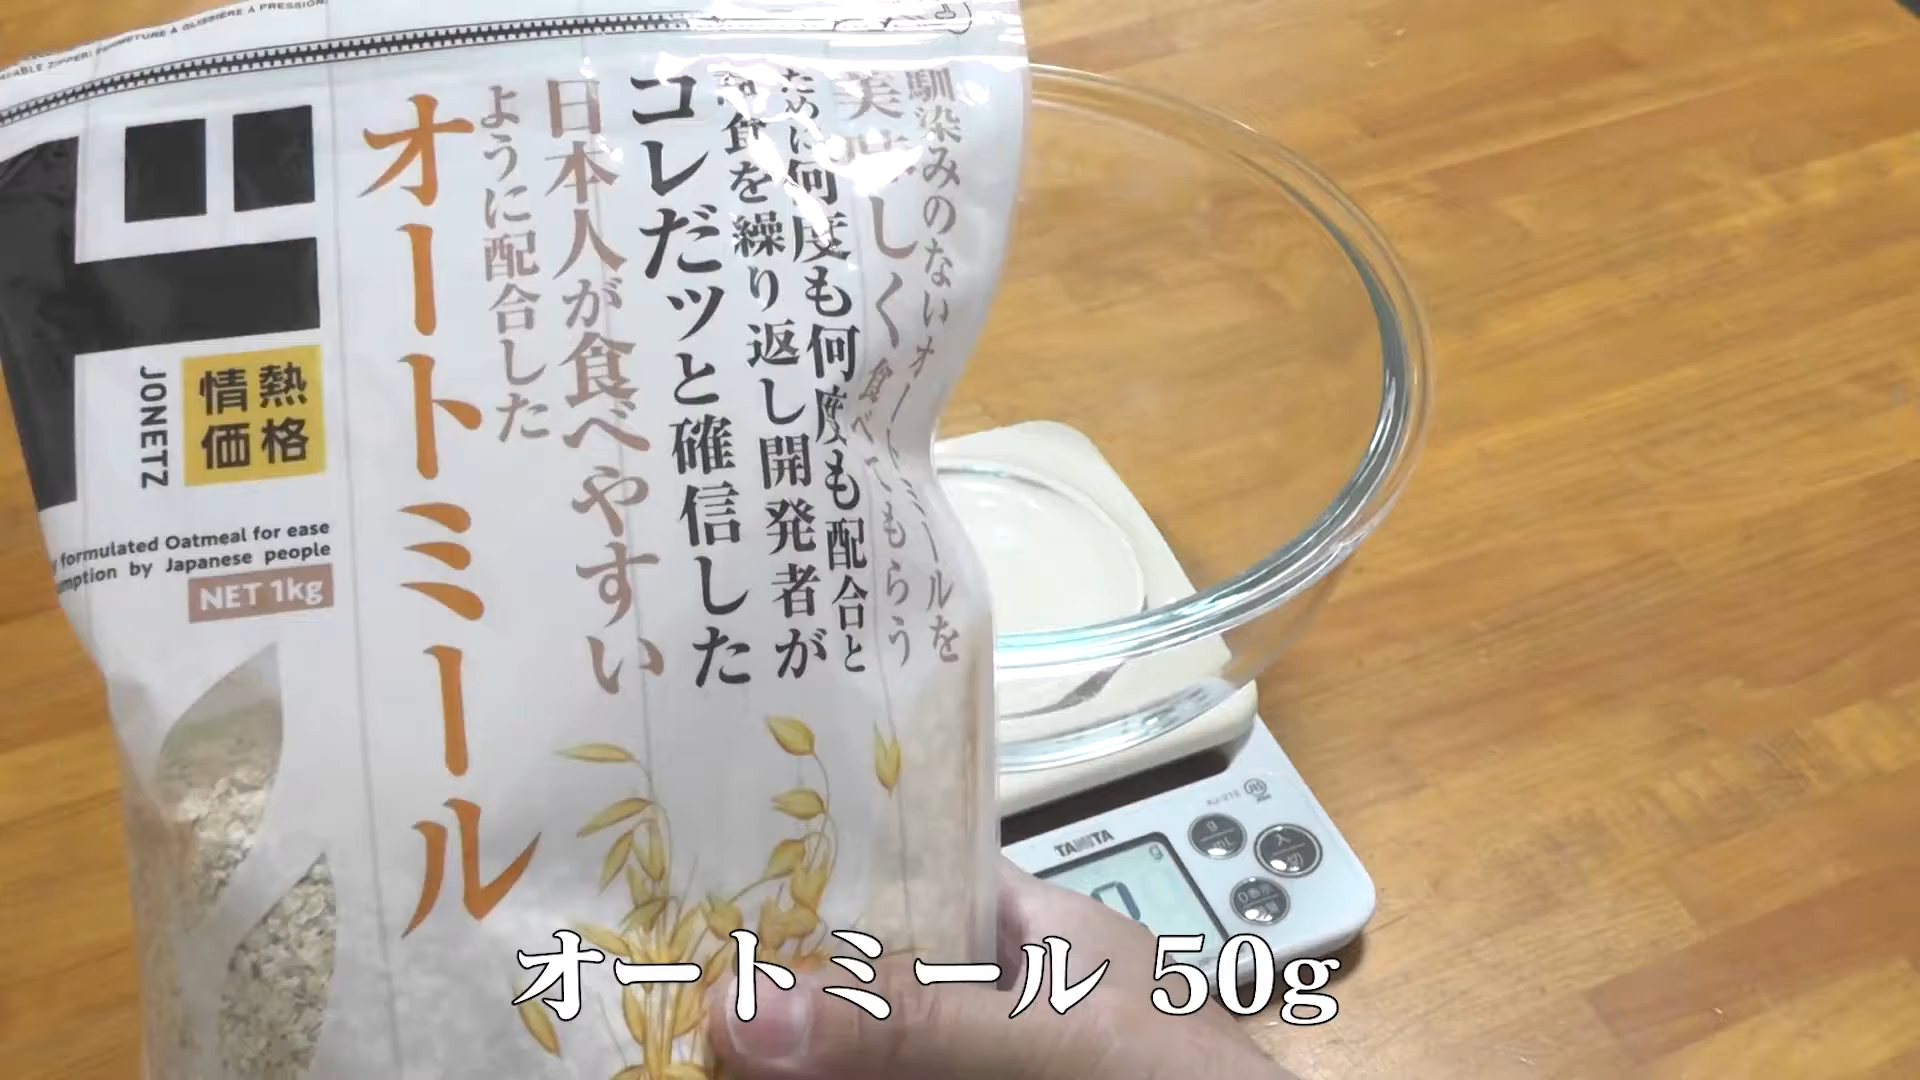 FERMETURE À GLISSIÈRE À PRESSION
馴染みのないオートミールを
美味しく食べてもらう
ために何度も何度も配合と
試食を繰り返し開発者が
コレだッと確信した
日本人が食べやすい
ように配合した
オートミール
JONETZ
情熱
価格
formulated Oatmeal for ease
by Japanese people
NET 1kg
TANITA
g
g
入
切
オートミール 50g